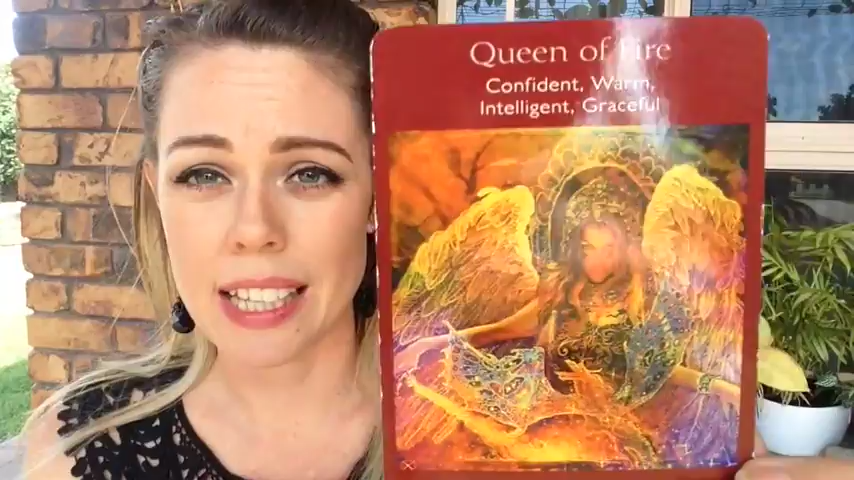 Queen of Fire
Confident, Warm,
Intelligent, Graceful